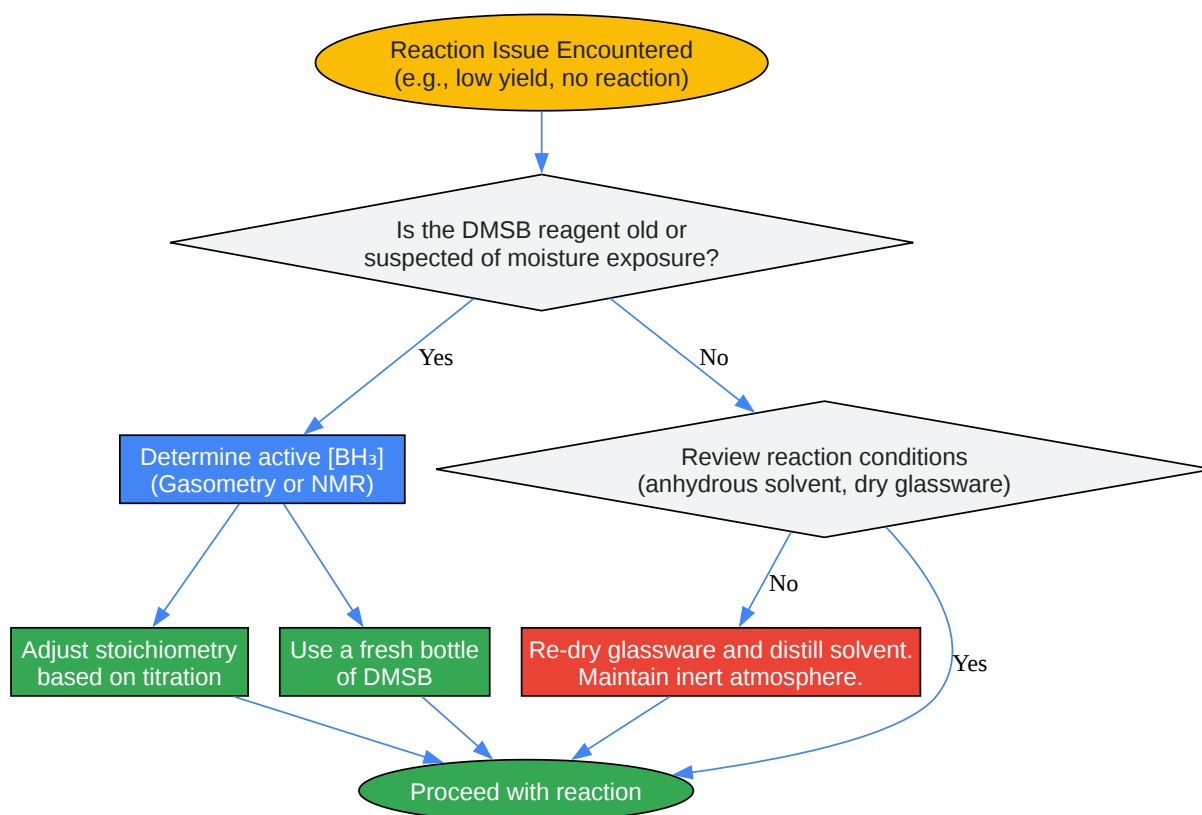 Reaction Issue Encountered
(e.g., low yield, no reaction)
Is the DMSB reagent old or
suspected of moisture exposure?
Yes
No
Determine active [BH₃]
(Gasometry or NMR)
Review reaction conditions
(anhydrous solvent, dry glassware)
No
Adjust stoichiometry
based on titration
Use a fresh bottle
of DMSB
Re-dry glassware and distill solvent.
Maintain inert atmosphere.
Yes
Proceed with reaction